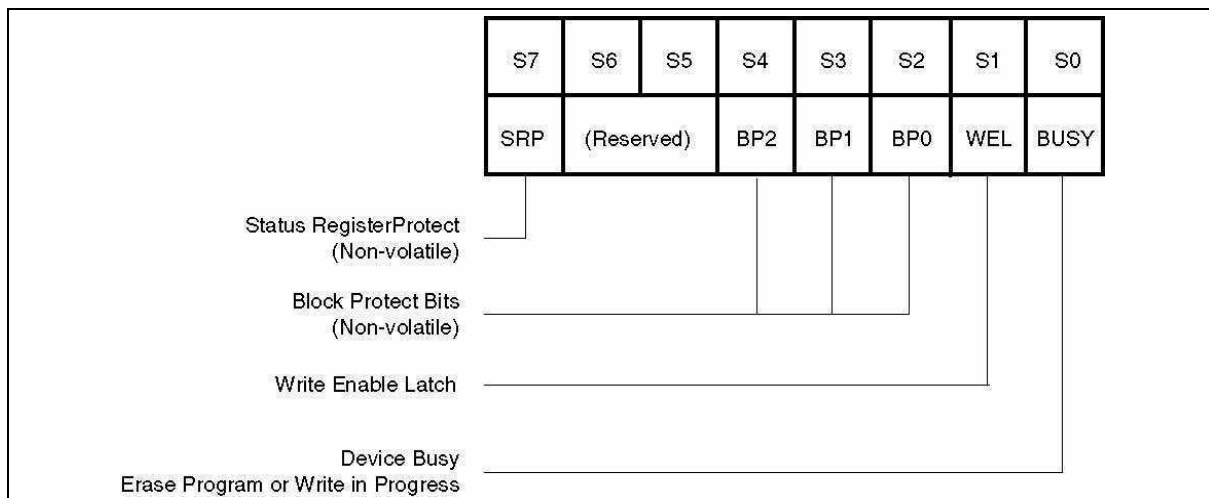 S7 S6 S5 S4 S3 S2 S1 S0
SRP (Reserved) BP2 BP1 BP0 WEL BUSY
Status RegisterProtect
(Non-volatile)
Block Protect Bits
(Non-volatile)
Write Enable Latch
Device Busy
Erase Program or Write in Progress